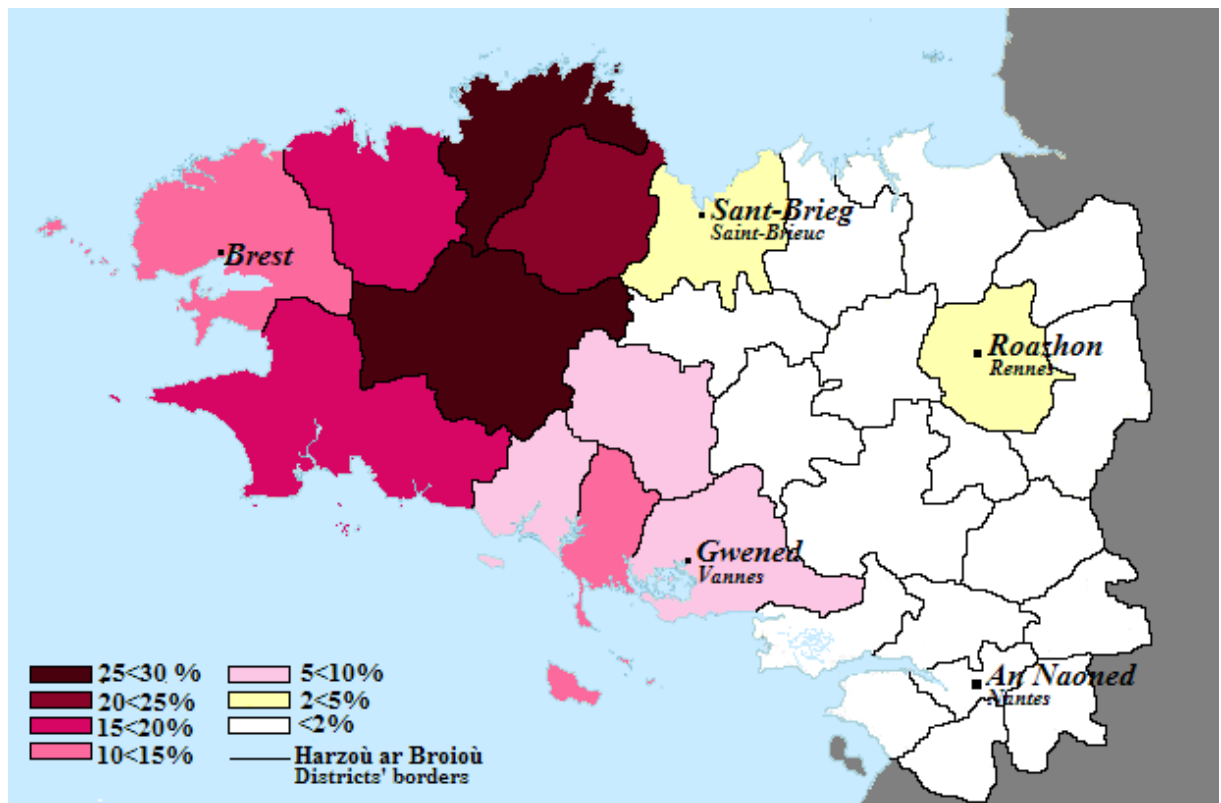 Sant-Brieg
Saint-Brieuc
Brest
Roazhon
Rennes
Gwened
Vannes
An Naoned
Nantes
25<30 %
20<25%
15<20%
10<15%
5<10%
2<5%
<2%
Harzoù ar Broioù
Districts' borders